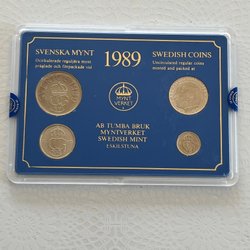 SVENSKA MYNT
Ocirkulerade reguljära mynt
präglade och förpackade vid
1989
SWEDISH COINS
Uncirculated regular coins
minted and packed at
MYNT
VERKET
AB TUMBA BRUK
MYNTVERKET
SWEDISH MINT
ESKILSTUNA